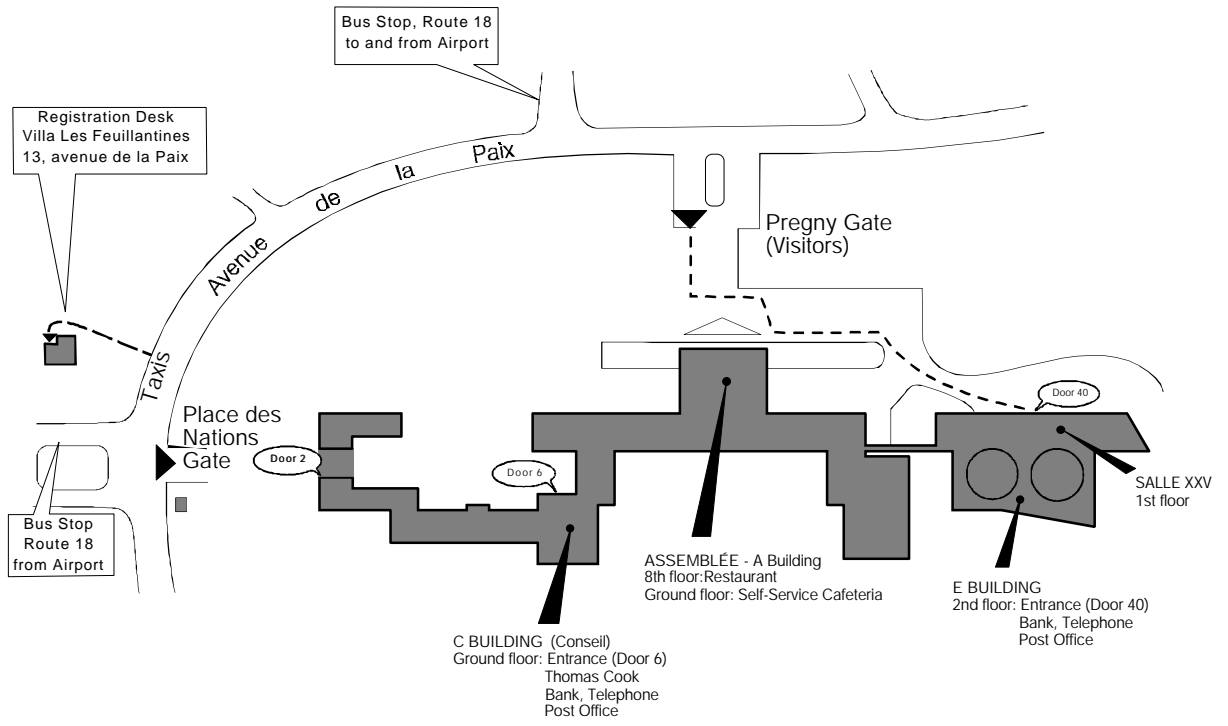 Bus Stop, Route 18
to and from Airport
Registration Desk
Villa Les Feuillantines
13, avenue de la Paix
Avenue de la Paix
Pregny Gate
(Visitors)
Taxis
Place des
Nations
Gate
Door 2
Door 6
Door 40
SALLE XXV
1st floor
Bus Stop
Route 18
from Airport
ASSEMBLÉE - A Building
8th floor:Restaurant
Ground floor: Self-Service Cafeteria
E BUILDING
2nd floor: Entrance (Door 40)
Bank, Telephone
Post Office
C BUILDING (Conseil)
Ground floor: Entrance (Door 6)
Thomas Cook
Bank, Telephone
Post Office